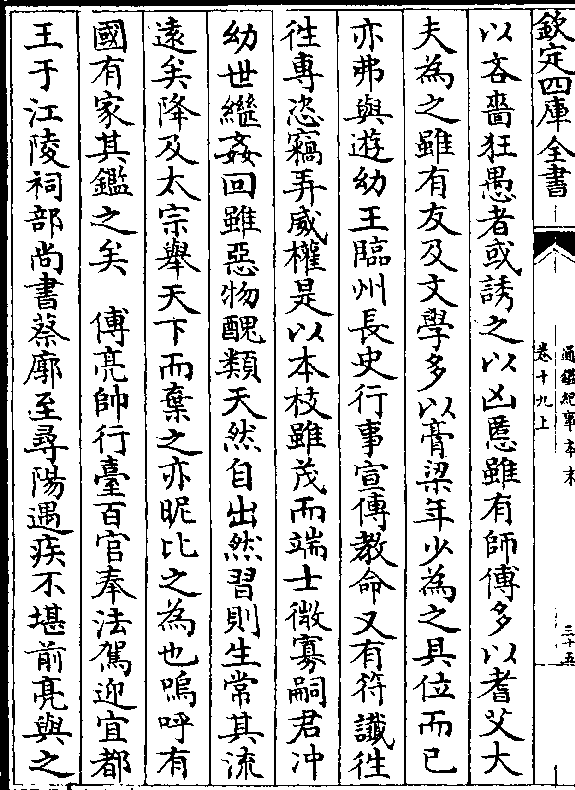 欽定四庫全書
通鑑紀事本末
卷十九上
三十五
以吝嗇狂愚者或誘之以凶慝雖有師傅多以耆艾大
夫為之雖有友及文學多以膏粱年少為之具位而已
亦弗與遊幼王臨州長史行事宣傳教命又有符讖徃
徃專恣竊弄威權是以本枝雖茂而端士微寡嗣君冲
幼世繼姦回雖惡物醜類天然自出然習則生常其流
逺矣降及太宗舉天下而棄之亦昵比之為也嗚呼有
國有家其鑑之矣　傅亮帥行臺百官奉法駕迎宜都
王于江陵祠部尚書蔡廓至尋陽遇疾不堪前亮與之